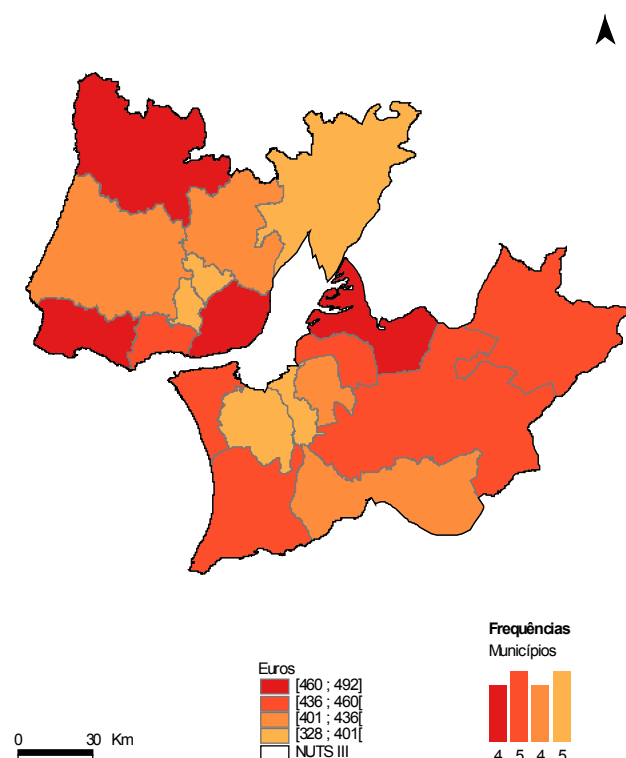 Frequências
Municípios
Euros
[460 ; 492]
[436 ; 460[
[401 ; 436[
[328 ; 401[
NUTS III
0 30 Km
4 5 4 5